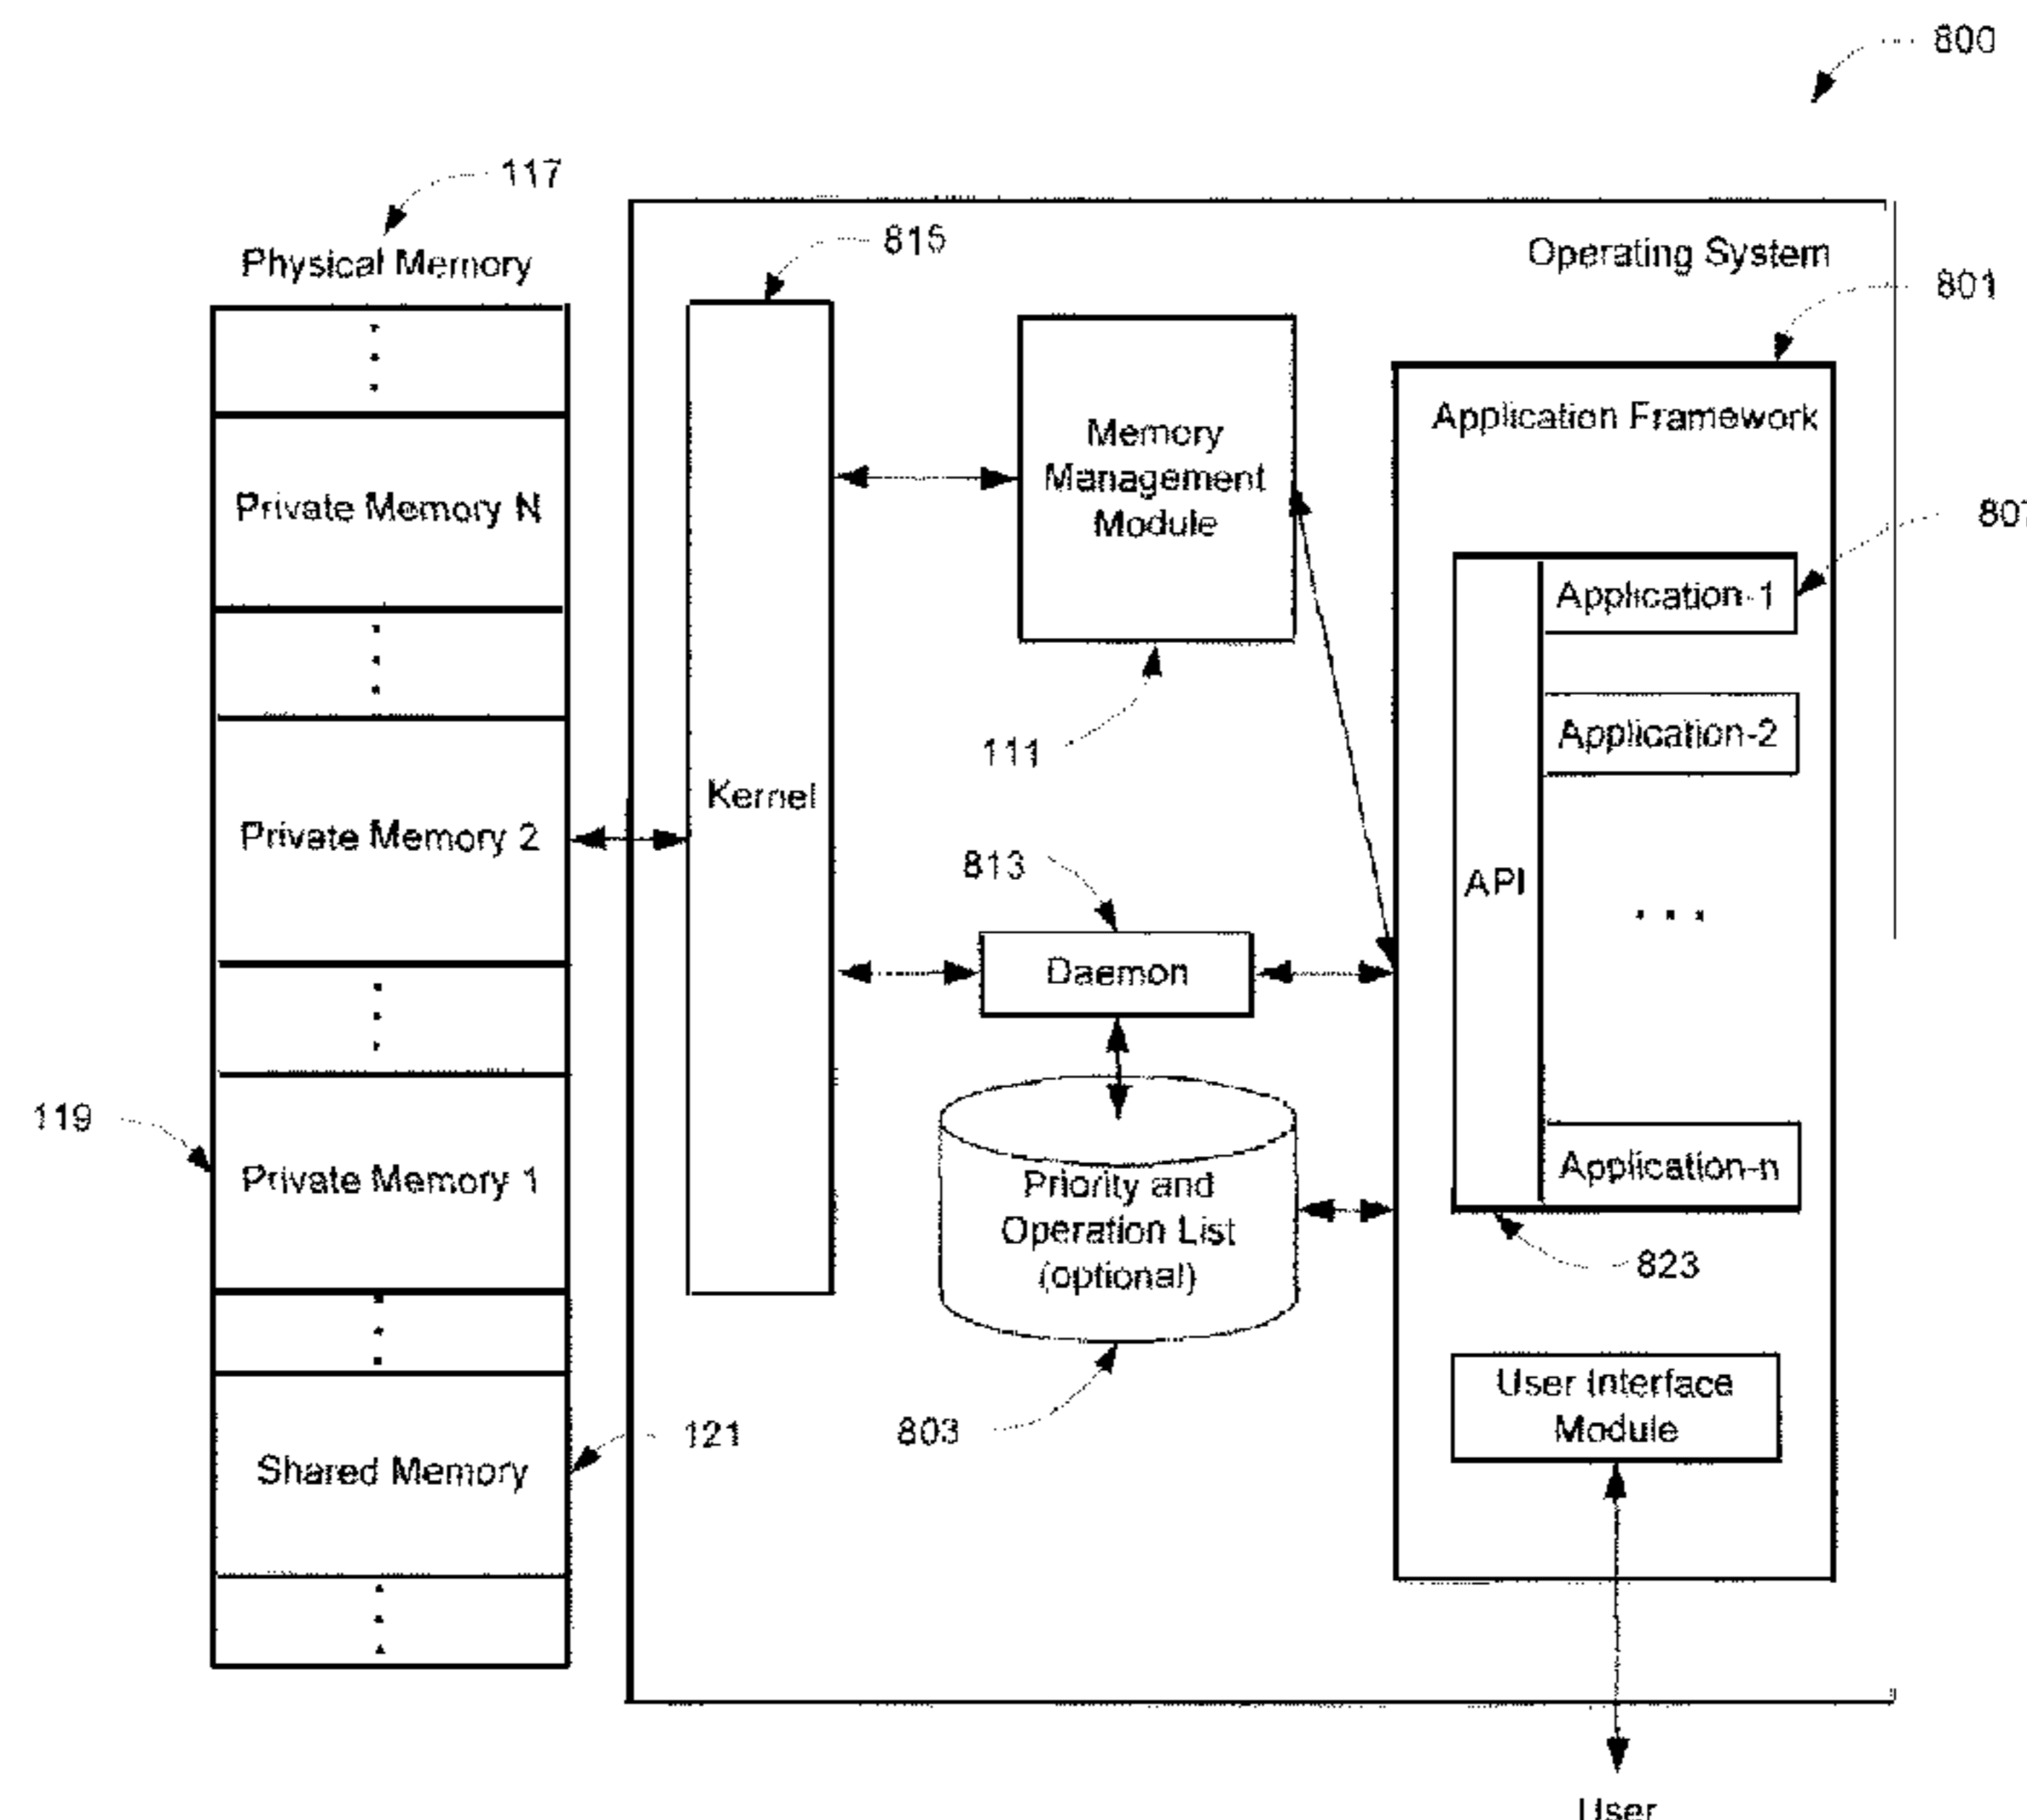 800
117
Physical Memory
815
Operating System
801
Application Framework
Memory
Management
Module
Private Memory N
807
Application-1
111
Application-2
Kernel
Private Memory 2
813
API
Daemon
119
Private Memory 1
Priority and
Operation List
(optional)
Application-n
823
User Interface
Module
803
121
Shared Memory
User